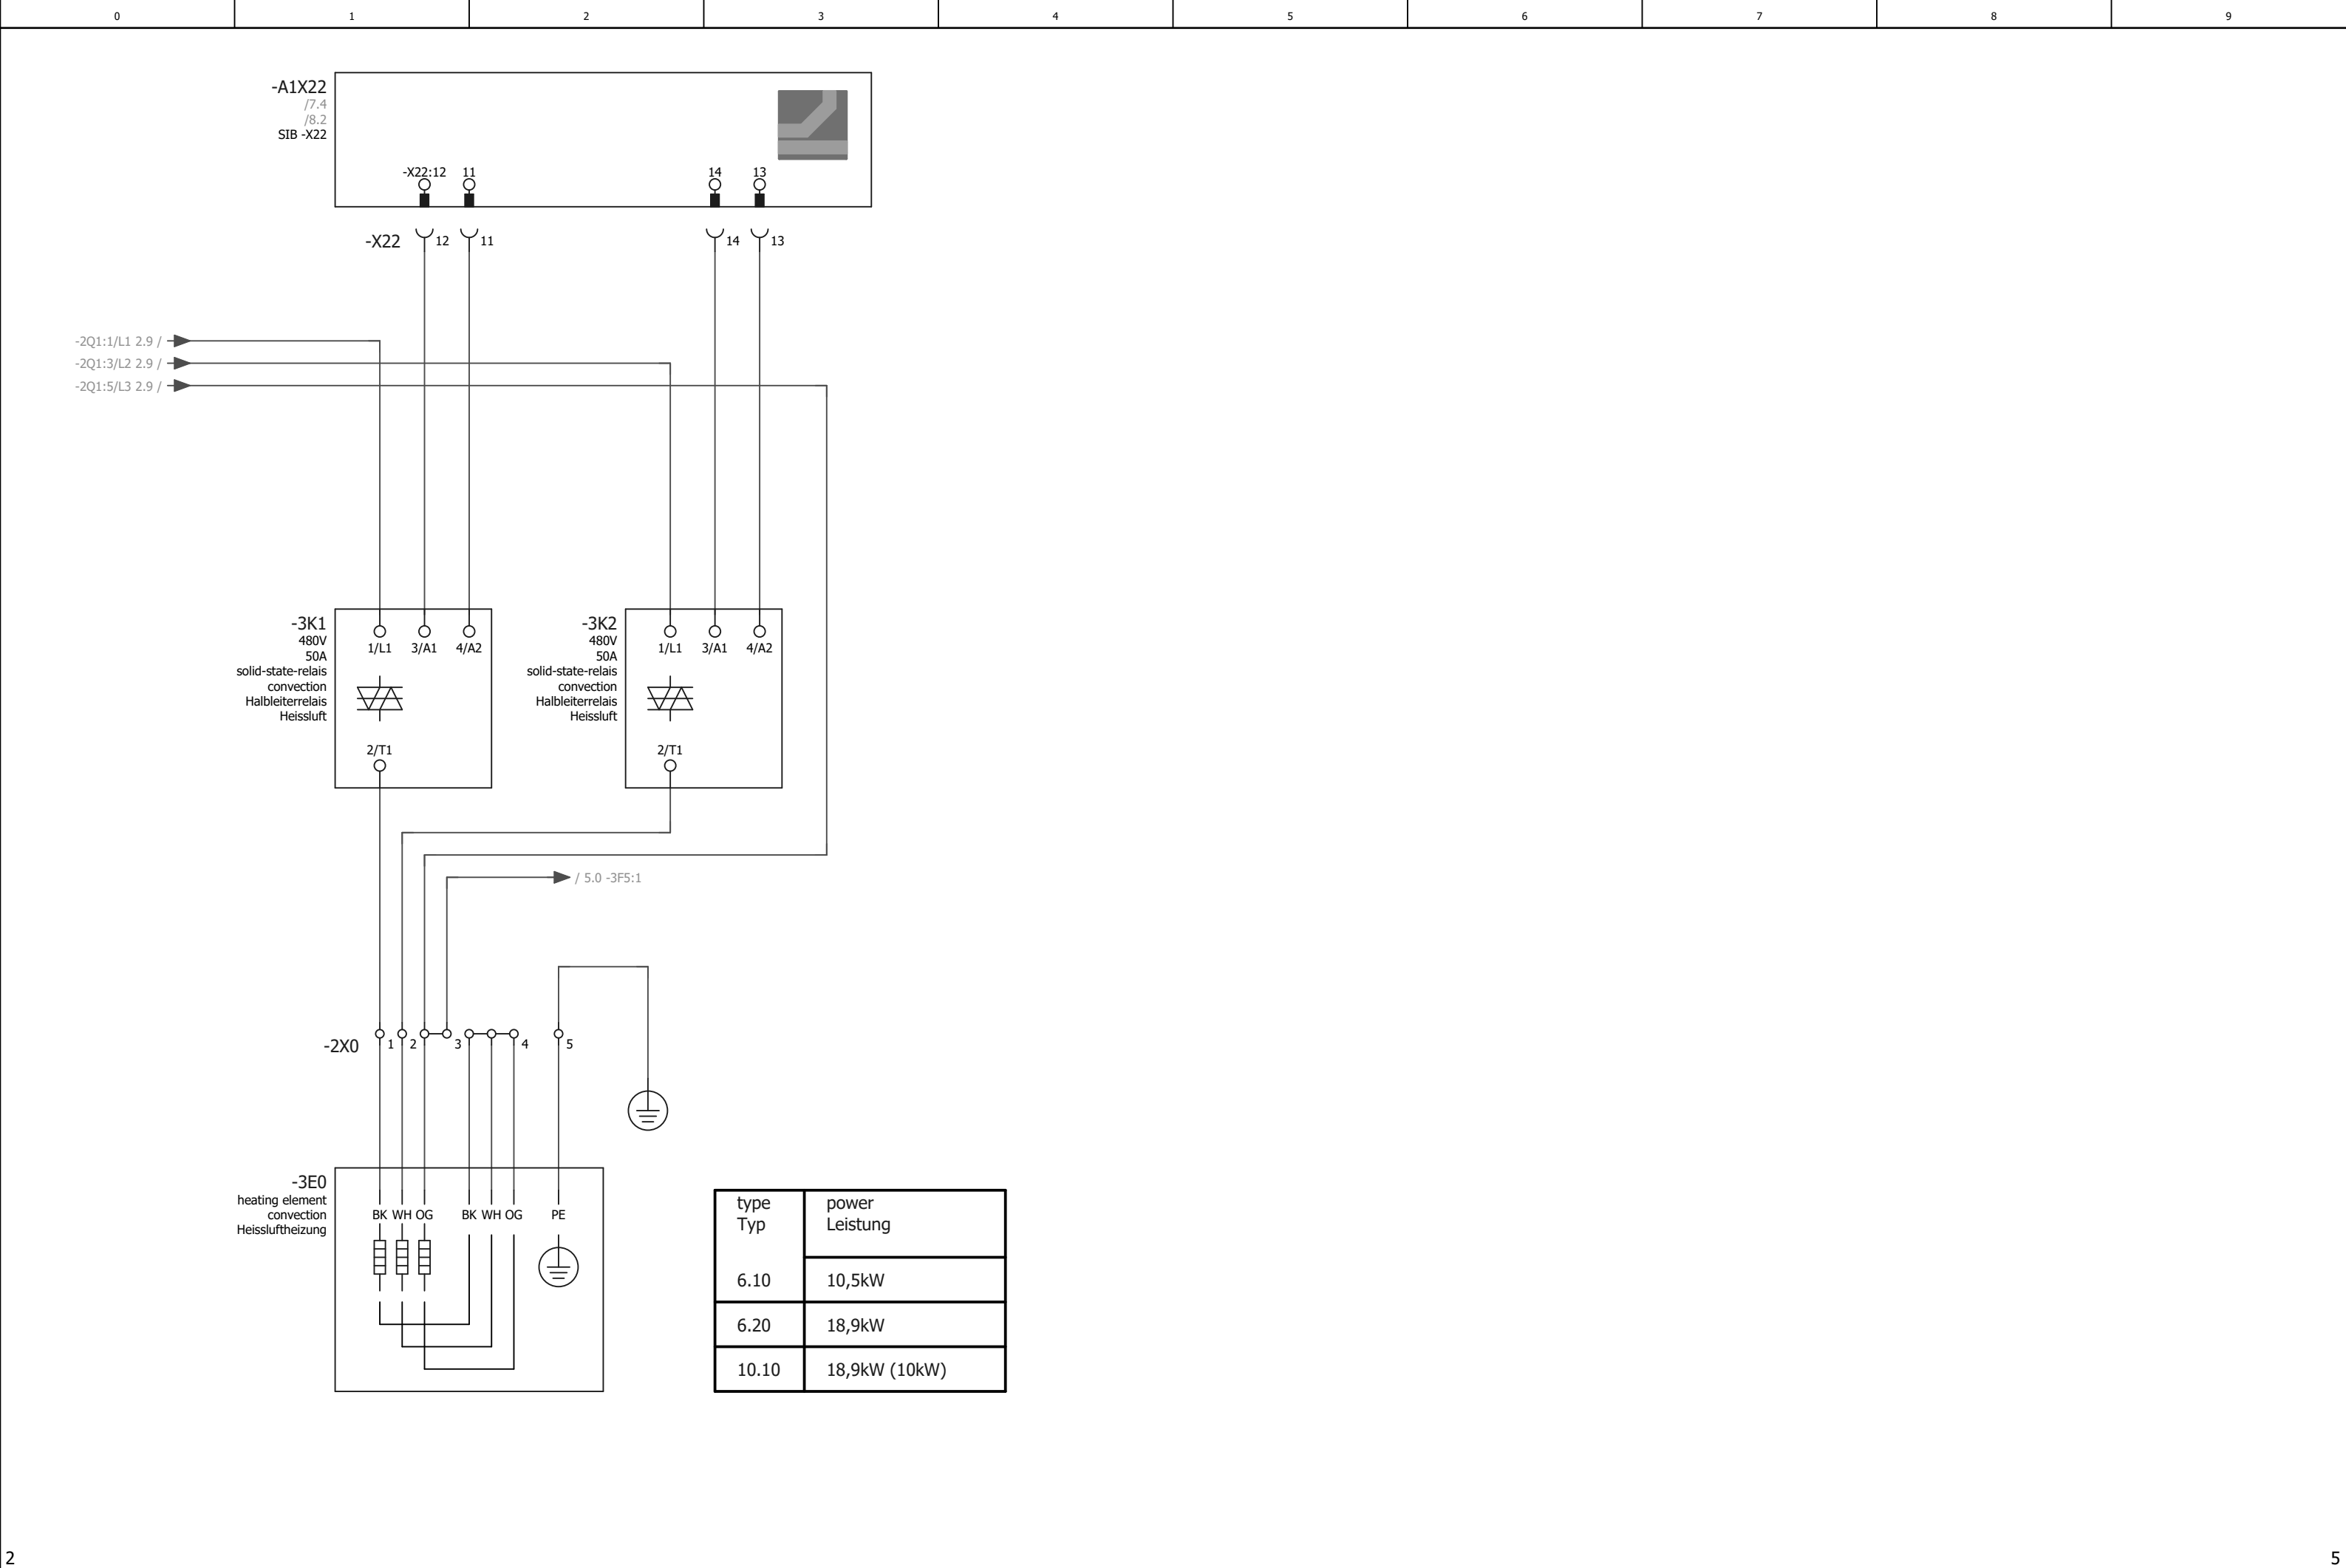 0 1 2 3 4 5 6 7 8 9
-A1X22
/7.4
/8.2
SIB -X22
-X22:12 11 14 13
-X22 12 11 14 13
-2Q1:1/L1 2.9 /
-2Q1:3/L2 2.9 /
-2Q1:5/L3 2.9 /
-3K1
480V
50A
solid-state-relais
convection
Halbleiterrelais
Heissluft
1/L1 3/A1 4/A2
2/T1
-3K2
480V
50A
solid-state-relais
convection
Halbleiterrelais
Heissluft
1/L1 3/A1 4/A2
2/T1
/ 5.0 -3F5:1
-2X0 1 2 3 4 5
-3E0
heating element
convection
Heissluftheizung
BK WH OG BK WH OG PE
type power
Typ Leistung
6.10 10,5kW
6.20 18,9kW
10.10 18,9kW (10kW)
2 5